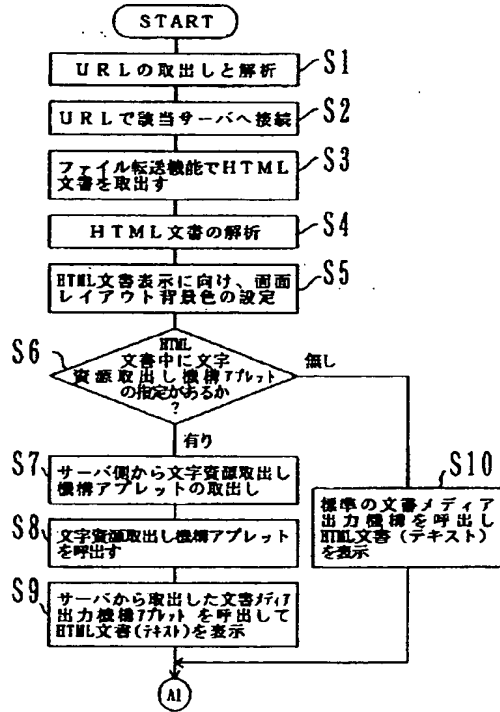 START
URLの取出しと解析
S1
URLで該当サーバへ接続
S2
ファイル転送機能でHTML
文書を取出す
S3
HTML文書の解析
S4
HTML文書表示に向け、画面
レイアウト背景色の設定
S5
S6
HTML
文書中に文字
資源取出し機構アプレット
の指定があるか
?
無し
有り
S7
サーバ側から文字資源取出し
機構アプレットの取出し
S8
文字資源取出し機構アプレット
を呼出す
S9
サーバから取出した文書メディア
出力機構アプレットを呼出して
HTML文書(テキスト)を表示
S10
標準の文書メディア
出力機構を呼出し
HTML文書(テキスト)
を表示
A1